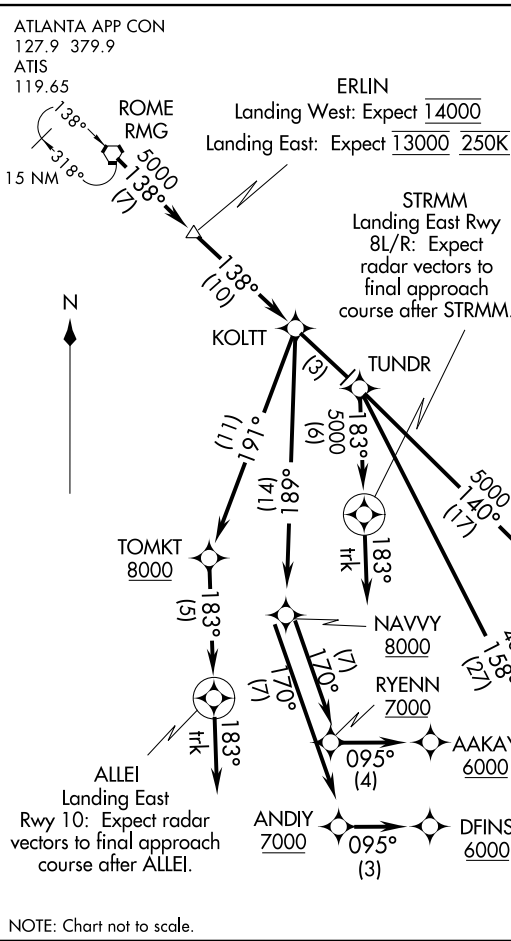 ATLANTA APP CON
127.9 379.9
ATIS
119.65
138°
318°
15 NM
ROME
RMG
5000
138°
(7)
ERLIN
Landing West: Expect 14000
Landing East: Expect 13000 250K
138°
(10)
STRMM
Landing East Rwy
8L/R: Expect
radar vectors to
final approach
course after STRMM.
N
KOLTT
(3)
TUNDR
191°
(11)
189°
(14)
183°
5000
(6)
5000
140°
(17)
158°
(27)
TOMKT
8000
183°
(5)
183°
trk
NAVVY
8000
170°
(7)
170°
(7)
RYENN
7000
095°
(4)
AAKAY
6000
183°
trk
ALLEI
Landing East
Rwy 10: Expect radar
vectors to final approach
course after ALLEI.
ANDIY
7000
095°
(3)
DFINS
6000
NOTE: Chart not to scale.